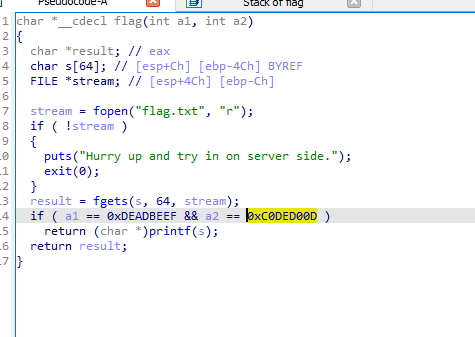 Pseudocode-A
Stack of flag
1 char *__cdecl flag(int a1, int a2)
2 {
3 char *result; // eax
4 char s[64]; // [esp+Ch] [ebp-4Ch] BYREF
5 FILE *stream; // [esp+4Ch] [ebp-Ch]
6
7 stream = fopen("flag.txt", "r");
8 if ( !stream )
9 {
10 puts("Hurry up and try in on server side.");
11 exit(0);
12 }
13 result = fgets(s, 64, stream);
14 if ( a1 == 0xDEADBEEF && a2 == 0xC0DED00D )
15 return (char *)printf(s);
16 return result;
17 }